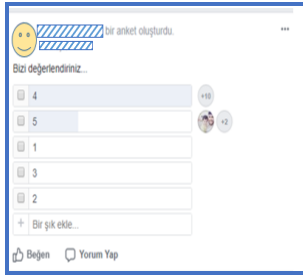 bir anket oluşturdu.
Bizi değerlendiriniz...
4
+10
5
+2
1
3
2
+ Bir şık ekle...
Beğen Yorum Yap